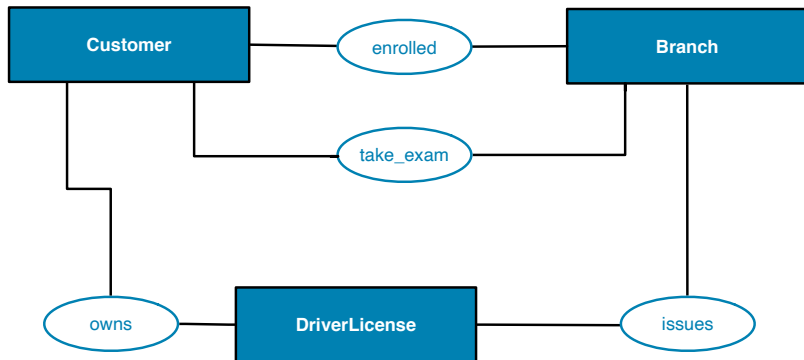 Customer
enrolled
Branch
take_exam
owns
DriverLicense
issues